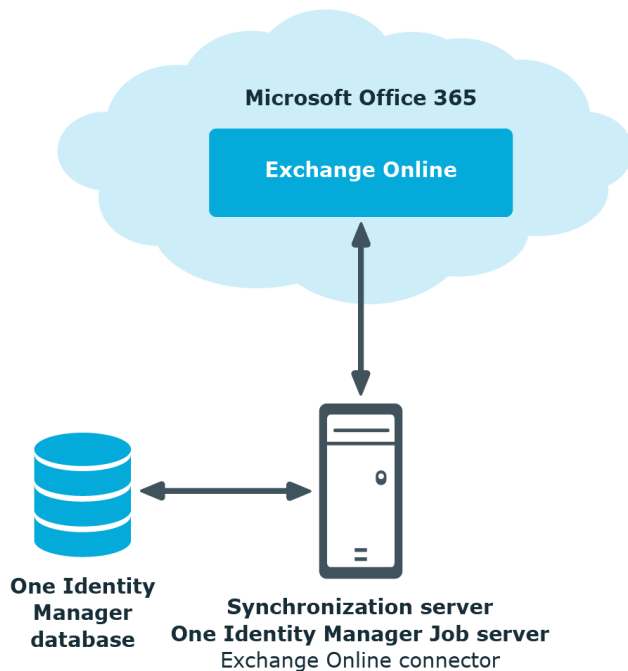 Microsoft Office 365
Exchange Online
One Identity
Manager
database
Synchronization server
One Identity Manager Job server
Exchange Online connector